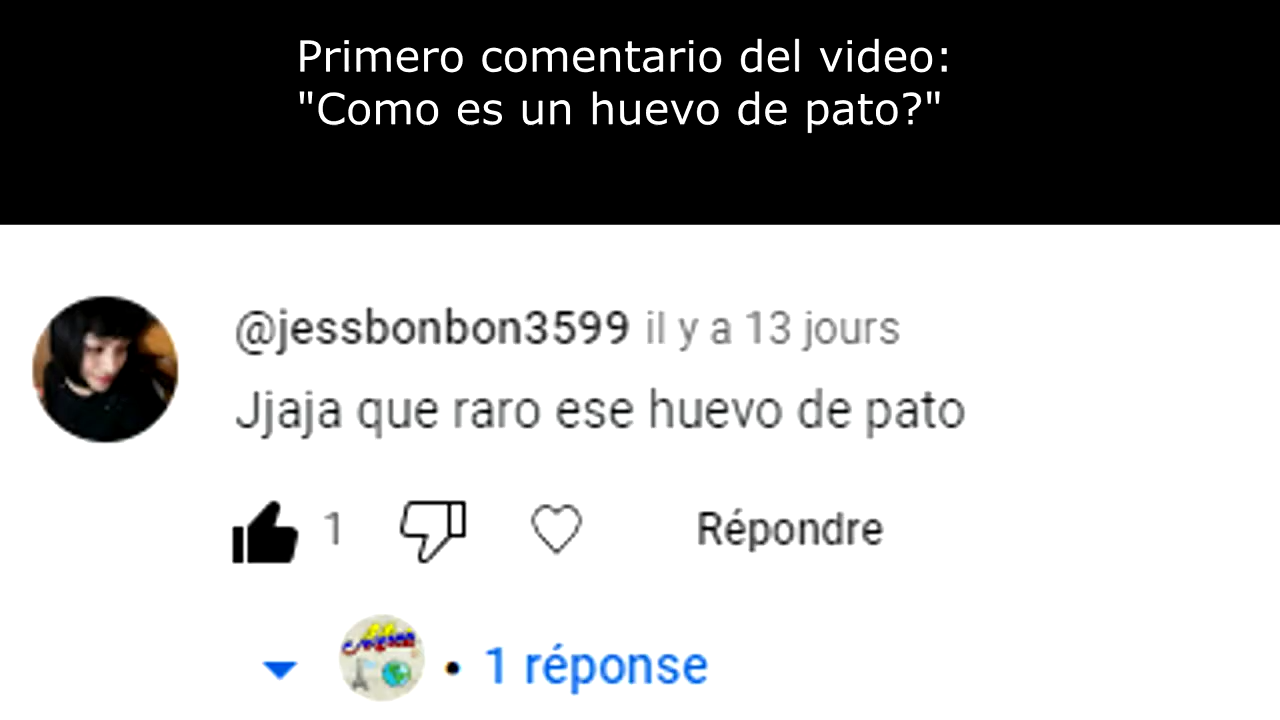 Primero comentario del video:
"Como es un huevo de pato?"
@jessbonbon3599 il y a 13 jours
Jjaja que raro ese huevo de pato
1 Répondre
• 1 réponse